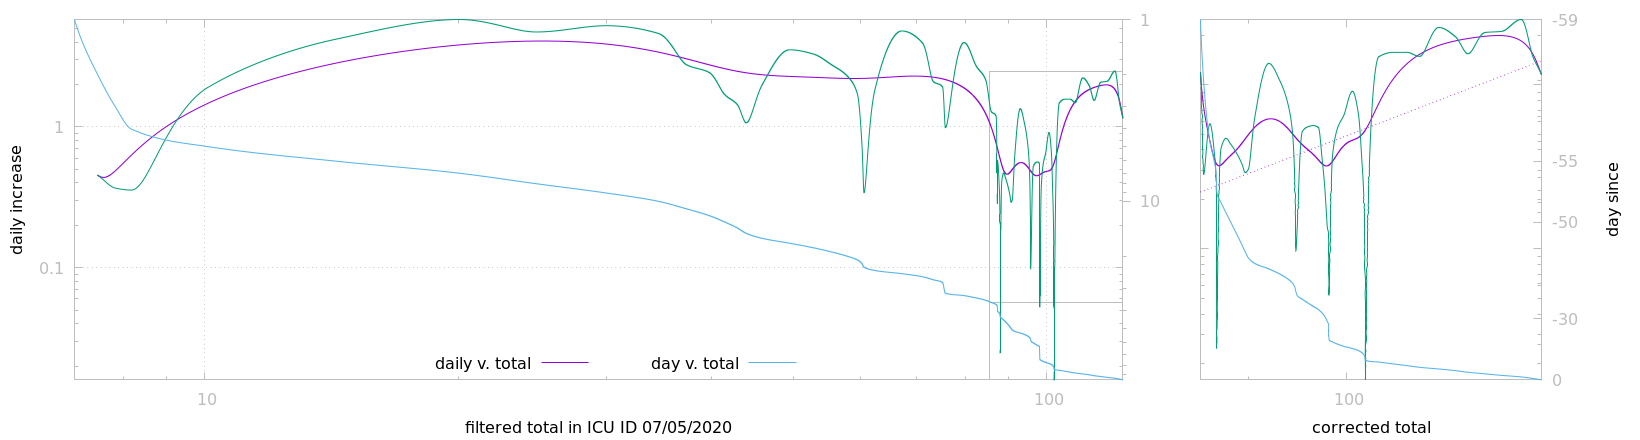 daily increase
1
0.1
10
100
1
10
daily v. total
day v. total
filtered total in ICU ID 07/05/2020
-59
-55
-50
-30
0
day since
100
corrected total